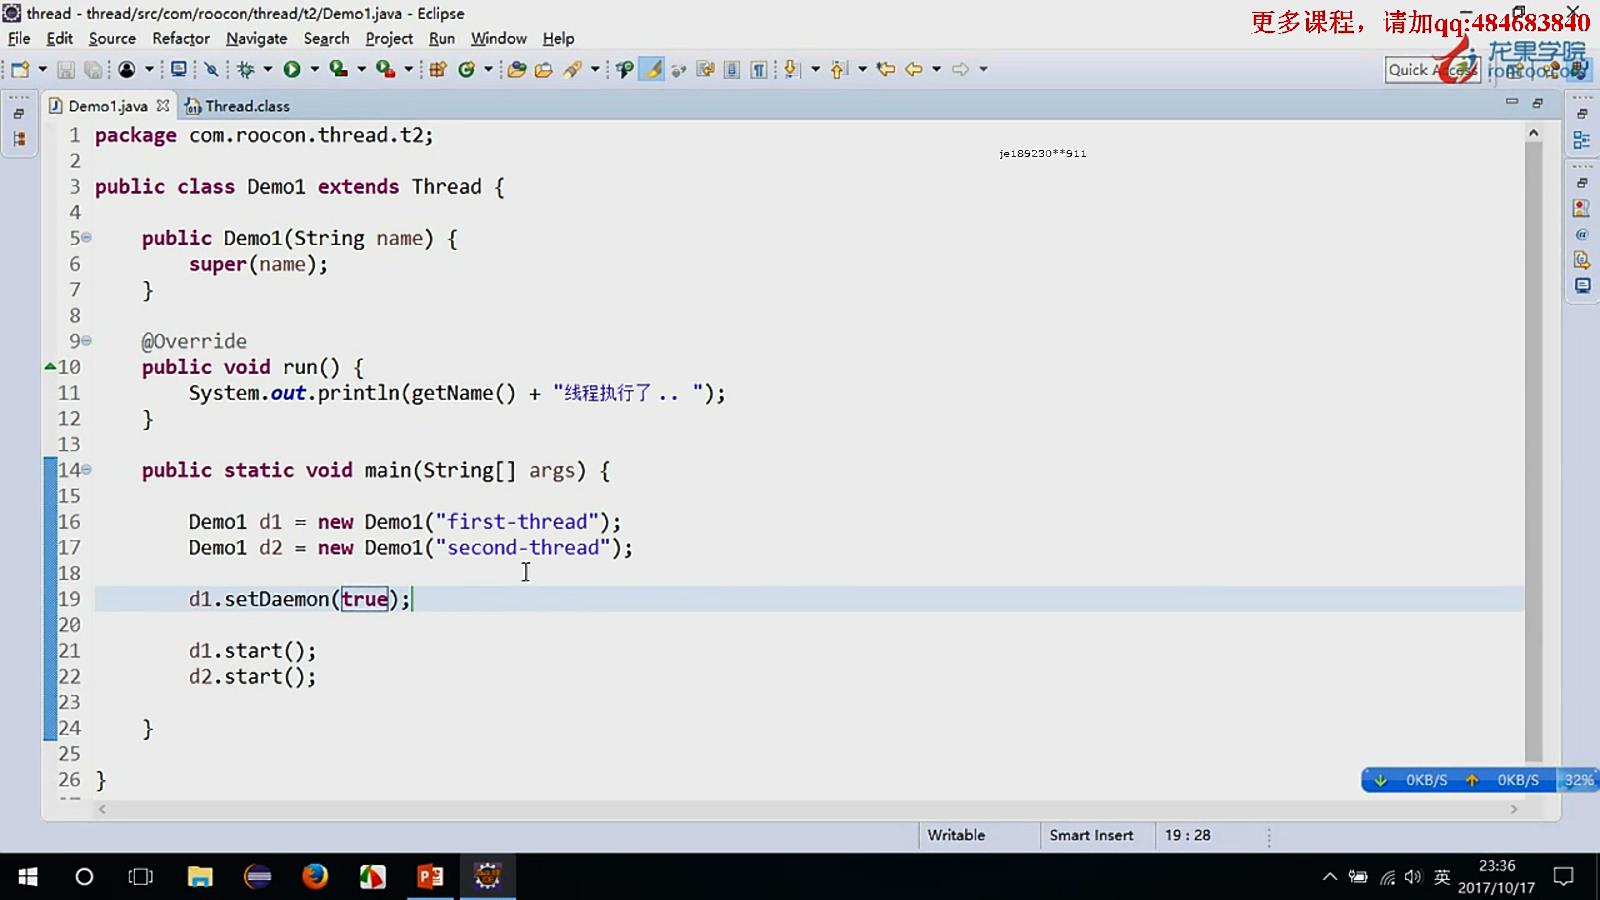 thread - thread/src/com/roocon/thread/t2/Demo1.java - Eclipse
更多课程，请加qq:484683840
File Edit Source Refactor Navigate Search Project Run Window Help
龙果学院
roncoo.com
Quick Access
Demo1.java Thread.class
je189230**911
1 package com.roocon.thread.t2;
2
3 public class Demo1 extends Thread {
4
5 public Demo1(String name) {
6 super(name);
7 }
8
9 @Override
10 public void run() {
11 System.out.println(getName() + "线程执行了.. ");
12 }
13
14 public static void main(String[] args) {
15
16 Demo1 d1 = new Demo1("first-thread");
17 Demo1 d2 = new Demo1("second-thread");
18
19 d1.setDaemon(true);
20
21 d1.start();
22 d2.start();
23
24 }
25
26 }
0KB/S 0KB/S 32%
Writable Smart Insert 19 : 28
英
23:36
2017/10/17